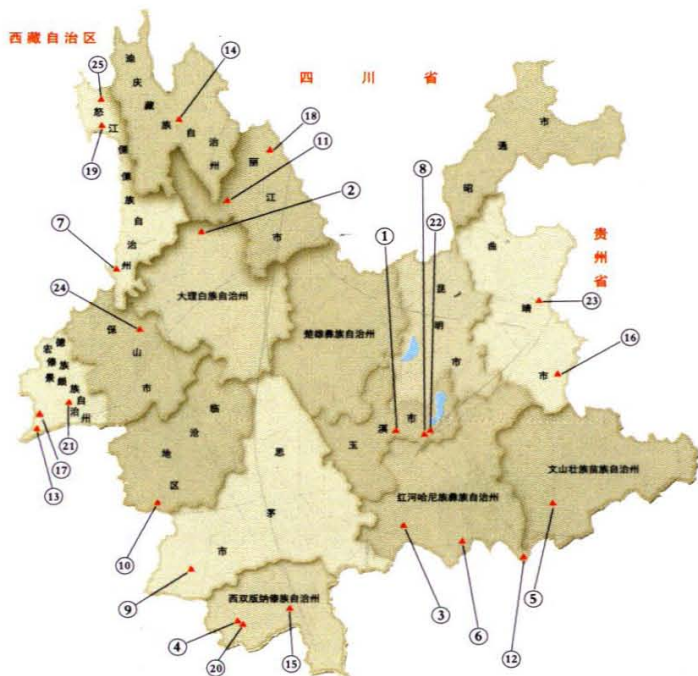 西藏自治区
四川省
贵州省
迪庆藏族自治州
怒江傈僳族自治州
丽江市
昭通市
曲靖市
大理白族自治州
楚雄彝族自治州
昆明市
保山市
德宏傣族景颇族自治州
临沧地区
玉溪市
思茅市
红河哈尼族彝族自治州
文山壮族苗族自治州
西双版纳傣族自治州
25
14
18
11
19
2
8
22
1
7
24
23
16
21
17
13
10
9
4
20
15
3
6
12
5